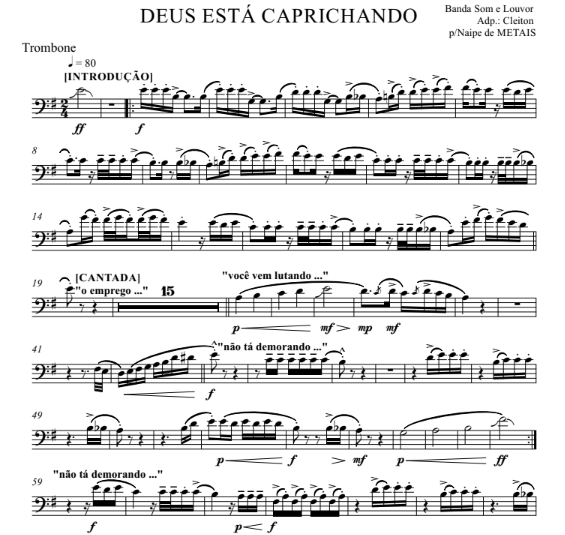 DEUS ESTÁ CAPRICHANDO
Banda Som e Louvor
Adp.: Cleiton
p/Naipe de METAIS
Trombone
♩ = 80
[INTRODUÇÃO]
2/4
ff f
8
14
19 [CANTADA]
"o emprego ..." 15 "você vem lutando ..."
p mf mp mf
41 "não tá demorando ..."
f
49
p f p mf p ff
59 "não tá demorando ..."
f p f